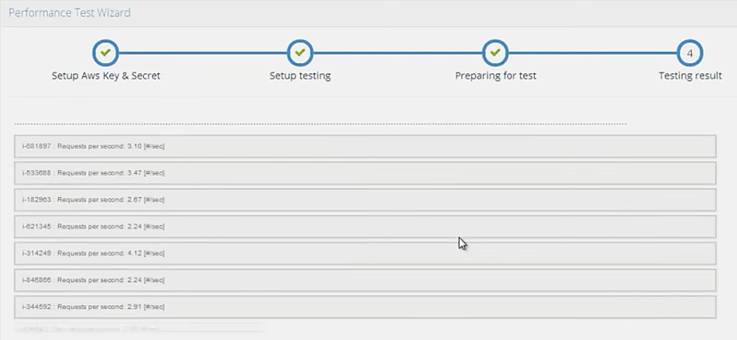 Performance Test Wizard
4
Setup Aws Key & Secret
Setup testing
Preparing for test
Testing result
i-681897 : Requests per second: 3.10 [#/sec]
i-533688 : Requests per second: 3.47 [#/sec]
i-182963 : Requests per second: 2.67 [#/sec]
i-621345 : Requests per second: 2.24 [#/sec]
i-314249 : Requests per second: 4.12 [#/sec]
i-846866 : Requests per second: 2.24 [#/sec]
i-344592 : Requests per second: 2.91 [#/sec]